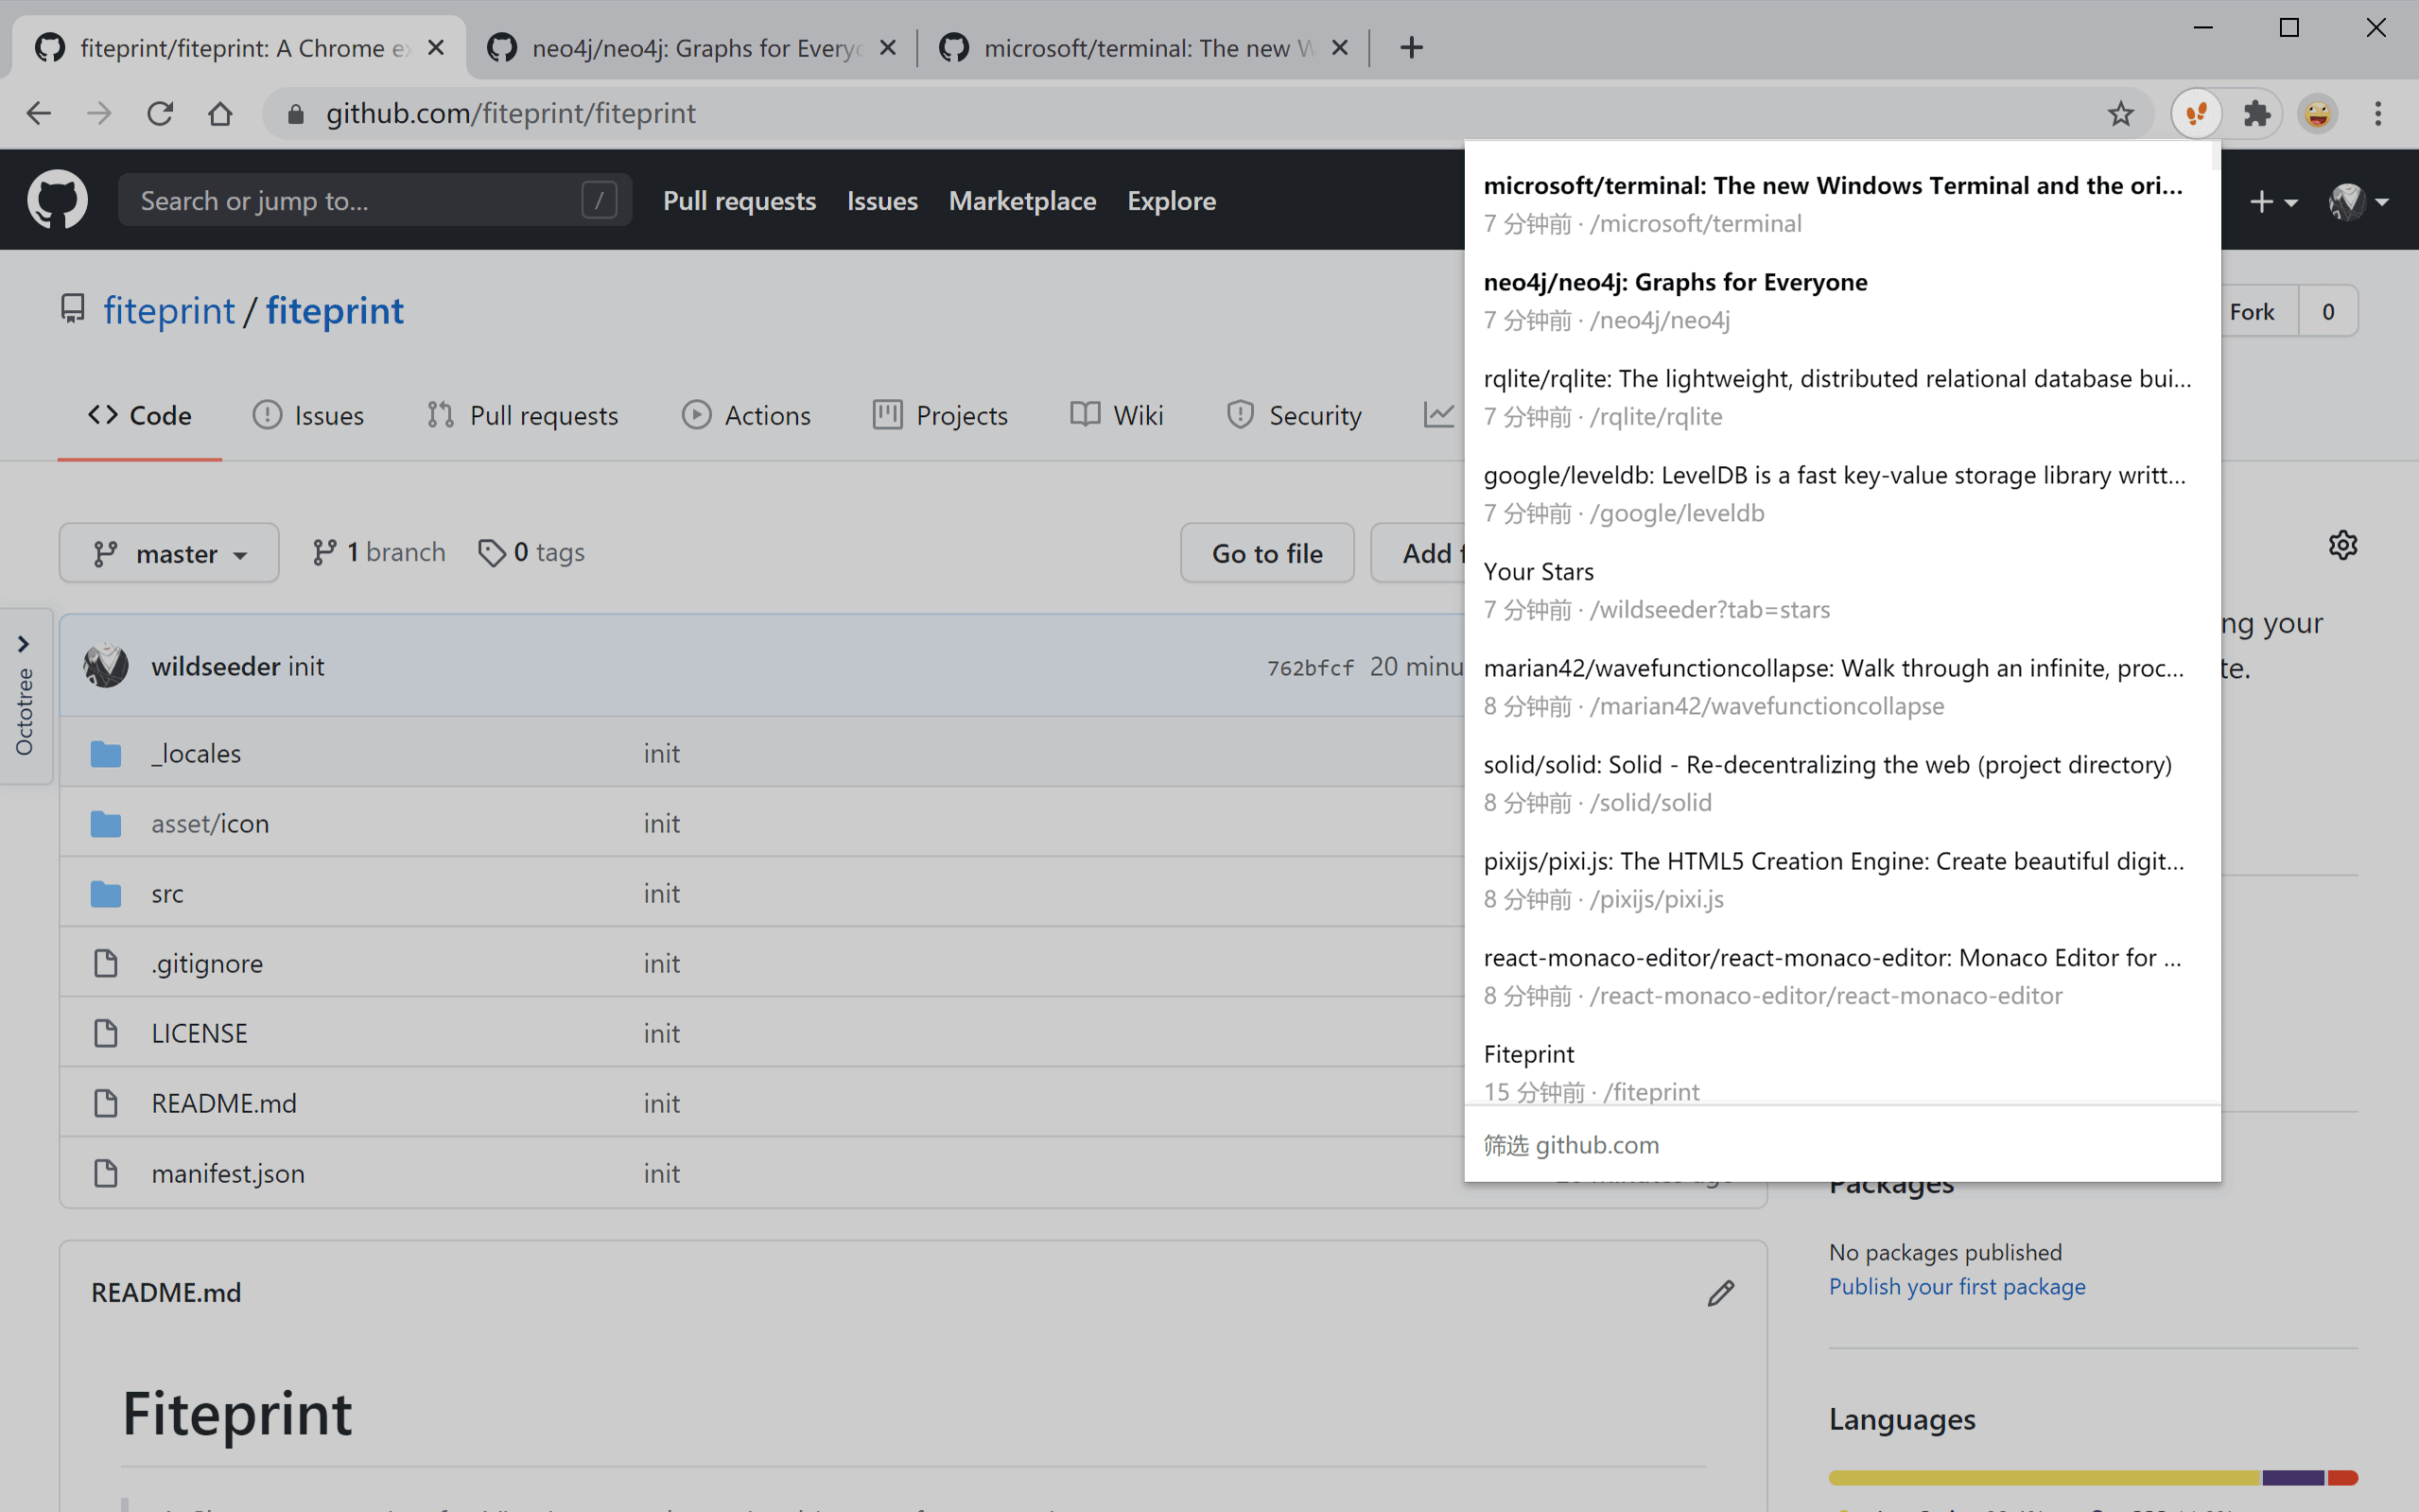 fiteprint/fiteprint: A Chrome ex
neo4j/neo4j: Graphs for Everyo
microsoft/terminal: The new W
github.com/fiteprint/fiteprint
Search or jump to...
/
Pull requests
Issues
Marketplace
Explore
fiteprint / fiteprint
Fork
0
Code
Issues
Pull requests
Actions
Projects
Wiki
Security
master
1 branch
0 tags
Go to file
Add f
Octotree
wildseeder init
762bfcf 20 minu
_locales
init
asset/icon
init
src
init
.gitignore
init
LICENSE
init
README.md
init
manifest.json
init
README.md
Fiteprint
microsoft/terminal: The new Windows Terminal and the ori...
7 分钟前 · /microsoft/terminal
neo4j/neo4j: Graphs for Everyone
7 分钟前 · /neo4j/neo4j
rqlite/rqlite: The lightweight, distributed relational database bui...
7 分钟前 · /rqlite/rqlite
google/leveldb: LevelDB is a fast key-value storage library writt...
7 分钟前 · /google/leveldb
Your Stars
7 分钟前 · /wildseeder?tab=stars
marian42/wavefunctioncollapse: Walk through an infinite, proc...
8 分钟前 · /marian42/wavefunctioncollapse
solid/solid: Solid - Re-decentralizing the web (project directory)
8 分钟前 · /solid/solid
pixijs/pixi.js: The HTML5 Creation Engine: Create beautiful digit...
8 分钟前 · /pixijs/pixi.js
react-monaco-editor/react-monaco-editor: Monaco Editor for ...
8 分钟前 · /react-monaco-editor/react-monaco-editor
Fiteprint
15 分钟前 · /fiteprint
筛选 github.com
ng your
te.
Packages
No packages published
Publish your first package
Languages